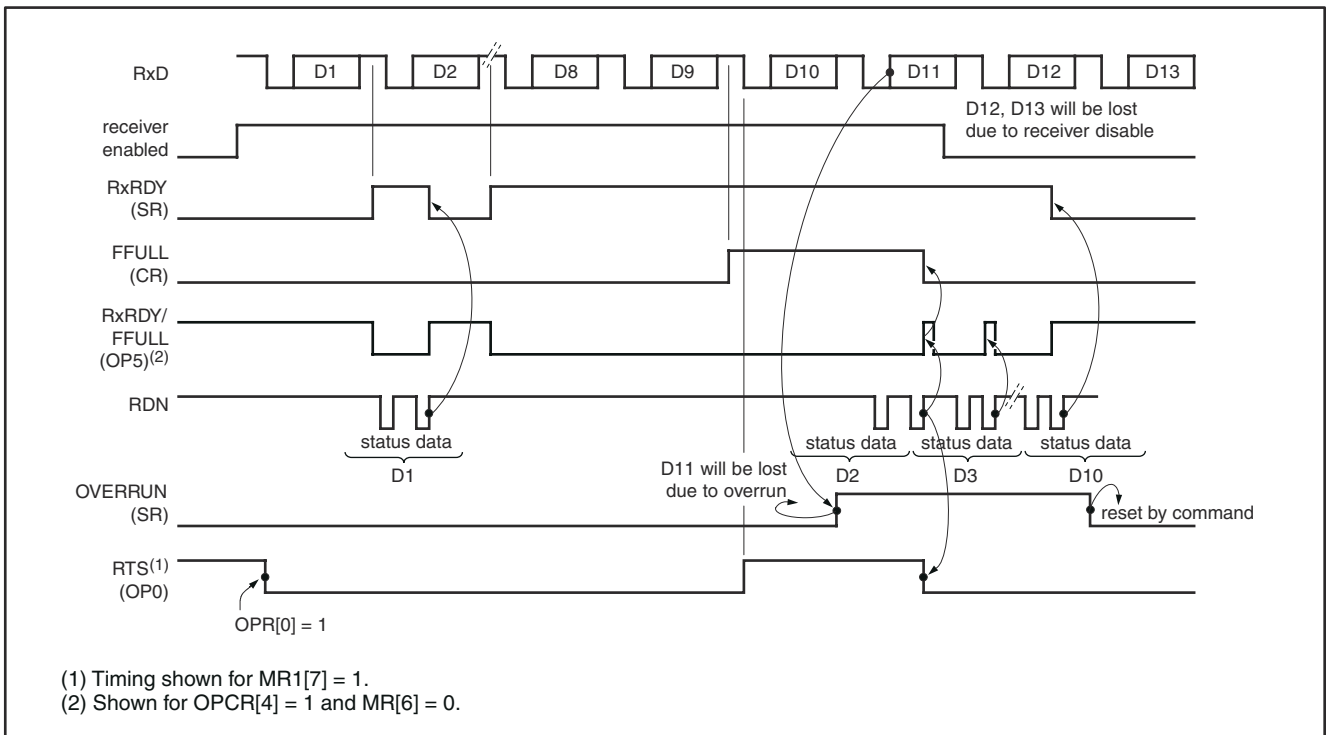 RxD D1 D2 D8 D9 D10 D11 D12 D13
D12, D13 will be lost
due to receiver disable
receiver
enabled
RxRDY
(SR)
FFULL
(CR)
RxRDY/
FFULL
(OP5)(2)
RDN
status data
D1
status data
D2
status data
D3
status data
D10
D11 will be lost
due to overrun
OVERRUN
(SR)
reset by command
RTS(1)
(OP0)
OPR[0] = 1
(1) Timing shown for MR1[7] = 1.
(2) Shown for OPCR[4] = 1 and MR[6] = 0.